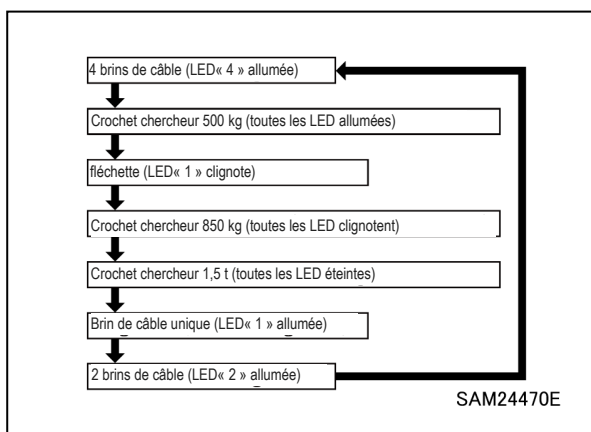 4 brins de câble (LED« 4 » allumée)
Crochet chercheur 500 kg (toutes les LED allumées)
fléchette (LED« 1 » clignote)
Crochet chercheur 850 kg (toutes les LED clignotent)
Crochet chercheur 1,5 t (toutes les LED éteintes)
Brin de câble unique (LED« 1 » allumée)
2 brins de câble (LED« 2 » allumée)
SAM24470E